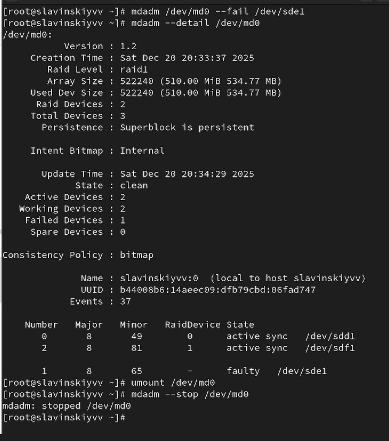 [root@slavinskiyvv ~]# mdadm /dev/md0 --fail /dev/sde1
[root@slavinskiyvv ~]# mdadm --detail /dev/md0
/dev/md0:
Version : 1.2
Creation Time : Sat Dec 20 20:33:37 2025
Raid Level : raid1
Array Size : 522240 (510.00 MiB 534.77 MB)
Used Dev Size : 522240 (510.00 MiB 534.77 MB)
Raid Devices : 2
Total Devices : 3
Persistence : Superblock is persistent
Intent Bitmap : Internal
Update Time : Sat Dec 20 20:34:29 2025
State : clean
Active Devices : 2
Working Devices : 2
Failed Devices : 1
Spare Devices : 0
Consistency Policy : bitmap
Name : slavinskiyvv:0 (local to host slavinskiyvv)
UUID : b44008b6:14aeec09:dfb79cbd:06fad747
Events : 37
Number Major Minor RaidDevice State
0 8 49 0 active sync /dev/sdd1
2 8 81 1 active sync /dev/sdf1
1 8 65 - faulty /dev/sde1
[root@slavinskiyvv ~]# umount /dev/md0
[root@slavinskiyvv ~]# mdadm --stop /dev/md0
mdadm: stopped /dev/md0
[root@slavinskiyvv ~]#